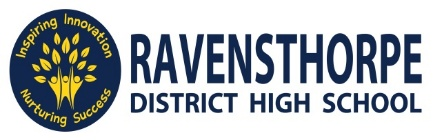 Inspiring Innovation
Nurturing Success
RAVENSTHORPE
DISTRICT HIGH SCHOOL